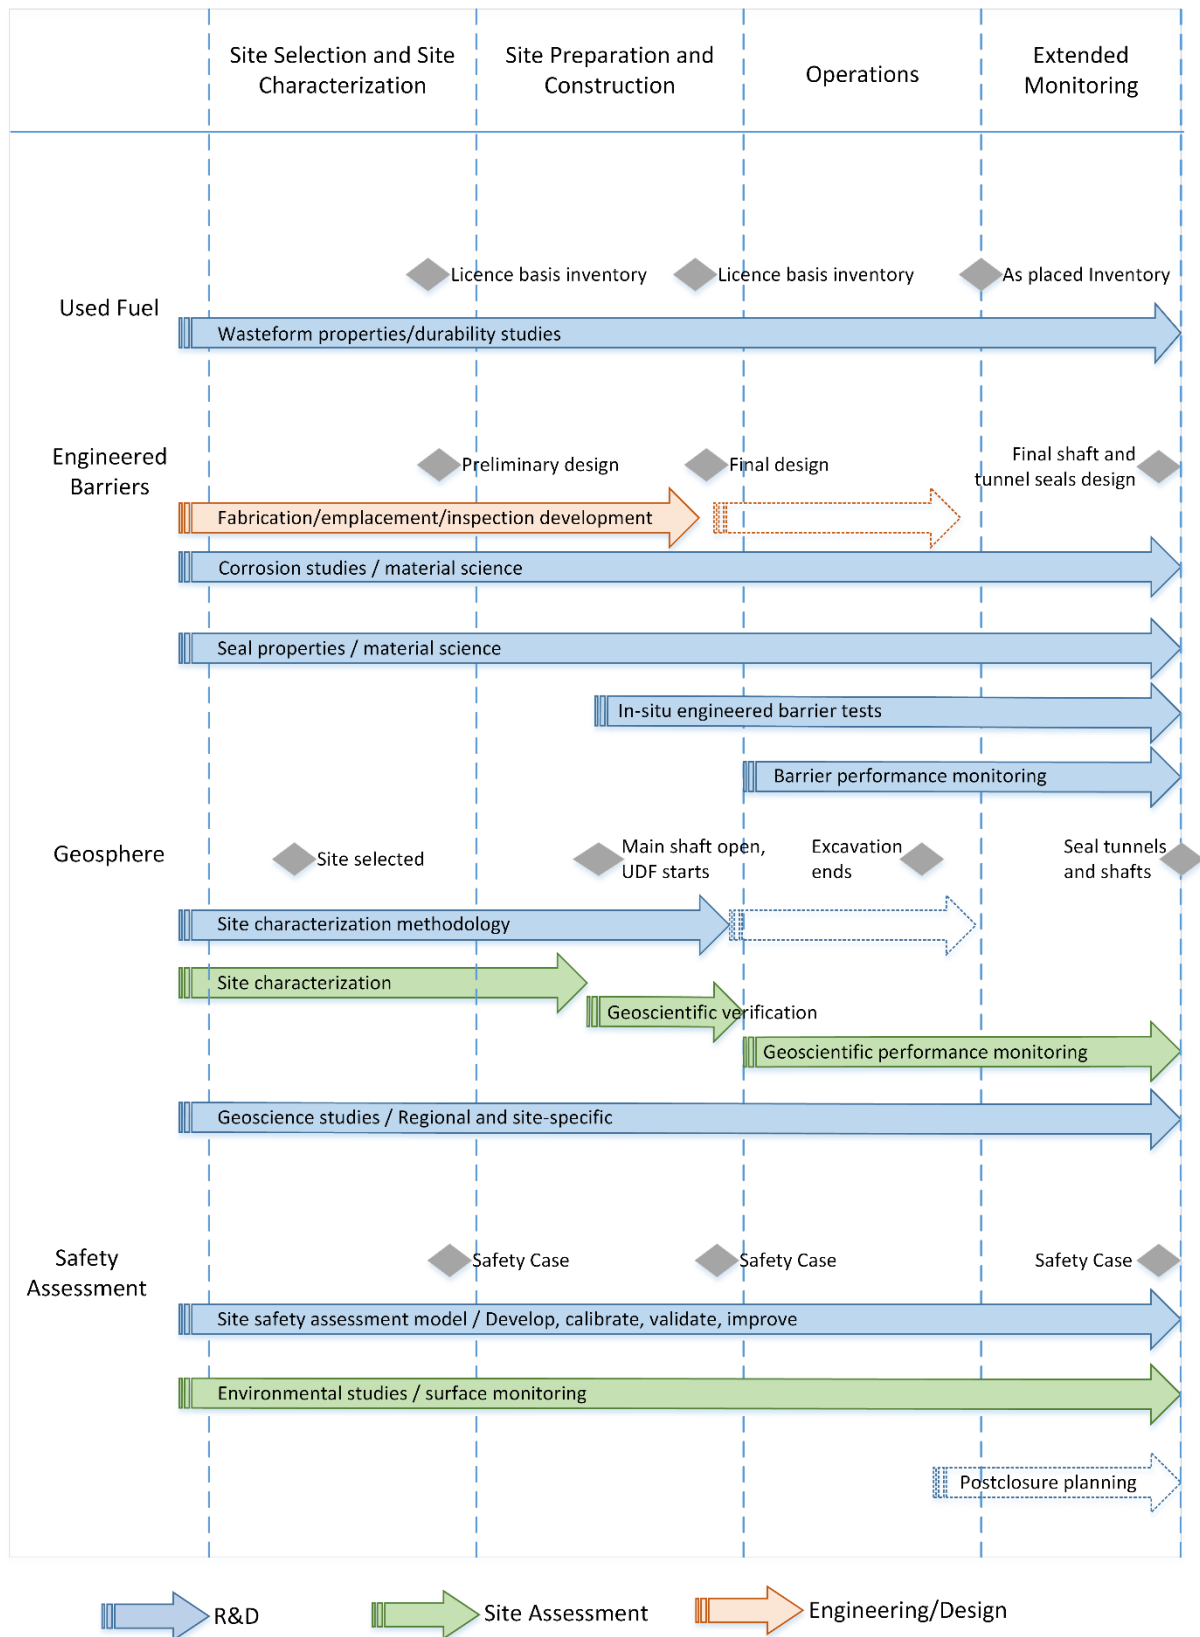 Site Selection and Site
Characterization
Site Preparation and
Construction
Operations
Extended
Monitoring
Used Fuel
Licence basis inventory
Licence basis inventory
As placed Inventory
Wasteform properties/durability studies
Engineered
Barriers
Preliminary design
Final design
Final shaft and
tunnel seals design
Fabrication/emplacement/inspection development
Corrosion studies / material science
Seal properties / material science
In-situ engineered barrier tests
Barrier performance monitoring
Geosphere
Site selected
Main shaft open,
UDF starts
Excavation
ends
Seal tunnels
and shafts
Site characterization methodology
Site characterization
Geoscientific verification
Geoscientific performance monitoring
Geoscience studies / Regional and site-specific
Safety
Assessment
Safety Case
Safety Case
Safety Case
Site safety assessment model / Develop, calibrate, validate, improve
Environmental studies / surface monitoring
Postclosure planning
R&D
Site Assessment
Engineering/Design